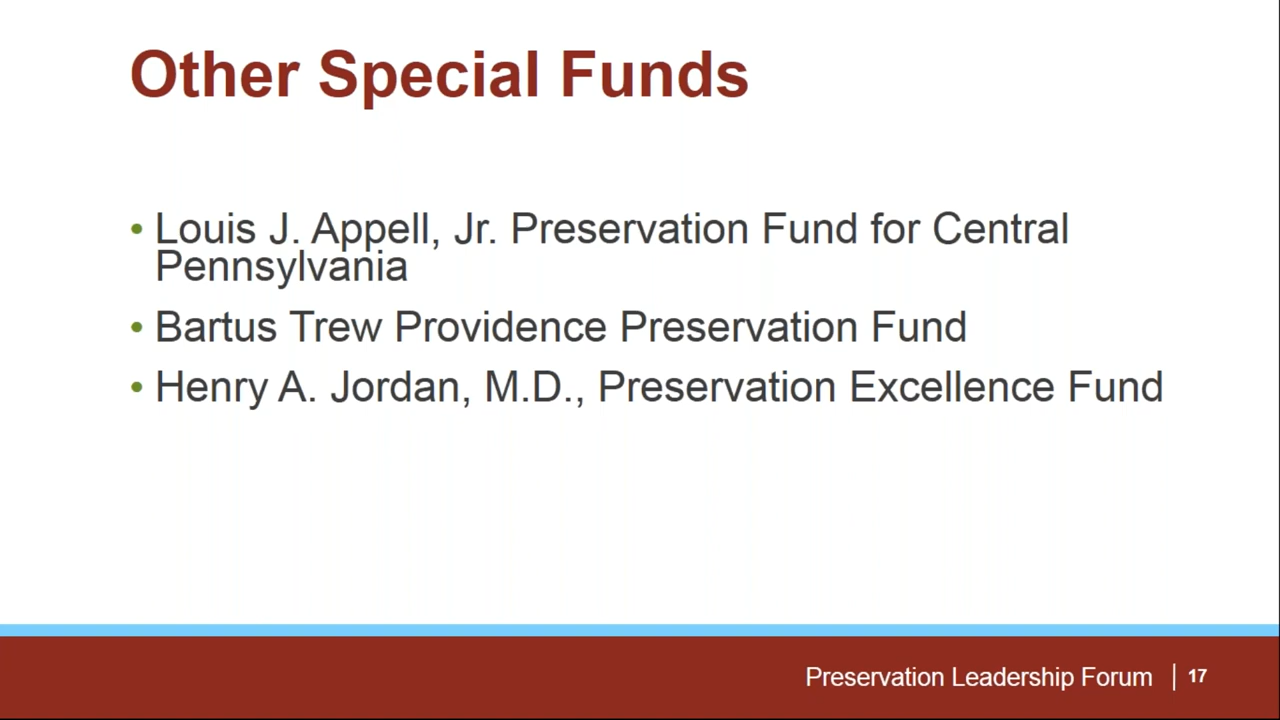 Other Special Funds
• Louis J. Appell, Jr. Preservation Fund for Central
Pennsylvania
• Bartus Trew Providence Preservation Fund
• Henry A. Jordan, M.D., Preservation Excellence Fund
Preservation Leadership Forum | 17